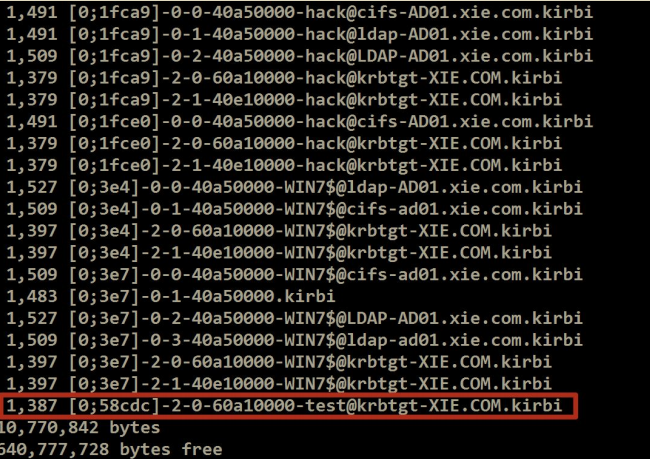 1,491 [0;1fca9]-0-0-40a50000-hack@cifs-AD01.xie.com.kirbi
1,491 [0;1fca9]-0-1-40a50000-hack@ldap-AD01.xie.com.kirbi
1,509 [0;1fca9]-0-2-40a50000-hack@LDAP-AD01.xie.com.kirbi
1,379 [0;1fca9]-2-0-60a10000-hack@krbtgt-XIE.COM.kirbi
1,379 [0;1fca9]-2-1-40e10000-hack@krbtgt-XIE.COM.kirbi
1,491 [0;1fce0]-0-0-40a50000-hack@cifs-AD01.xie.com.kirbi
1,379 [0;1fce0]-2-0-60a10000-hack@krbtgt-XIE.COM.kirbi
1,379 [0;1fce0]-2-1-40e10000-hack@krbtgt-XIE.COM.kirbi
1,527 [0;3e4]-0-0-40a50000-WIN7$@ldap-AD01.xie.com.kirbi
1,509 [0;3e4]-0-1-40a50000-WIN7$@cifs-ad01.xie.com.kirbi
1,397 [0;3e4]-2-0-60a10000-WIN7$@krbtgt-XIE.COM.kirbi
1,397 [0;3e4]-2-1-40e10000-WIN7$@krbtgt-XIE.COM.kirbi
1,509 [0;3e7]-0-0-40a50000-WIN7$@cifs-ad01.xie.com.kirbi
1,483 [0;3e7]-0-1-40a50000.kirbi
1,527 [0;3e7]-0-2-40a50000-WIN7$@LDAP-AD01.xie.com.kirbi
1,509 [0;3e7]-0-3-40a50000-WIN7$@ldap-ad01.xie.com.kirbi
1,397 [0;3e7]-2-0-60a10000-WIN7$@krbtgt-XIE.COM.kirbi
1,397 [0;3e7]-2-1-40e10000-WIN7$@krbtgt-XIE.COM.kirbi
1,387 [0;58cdc]-2-0-60a10000-test@krbtgt-XIE.COM.kirbi
10,770,842 bytes
640,777,728 bytes free